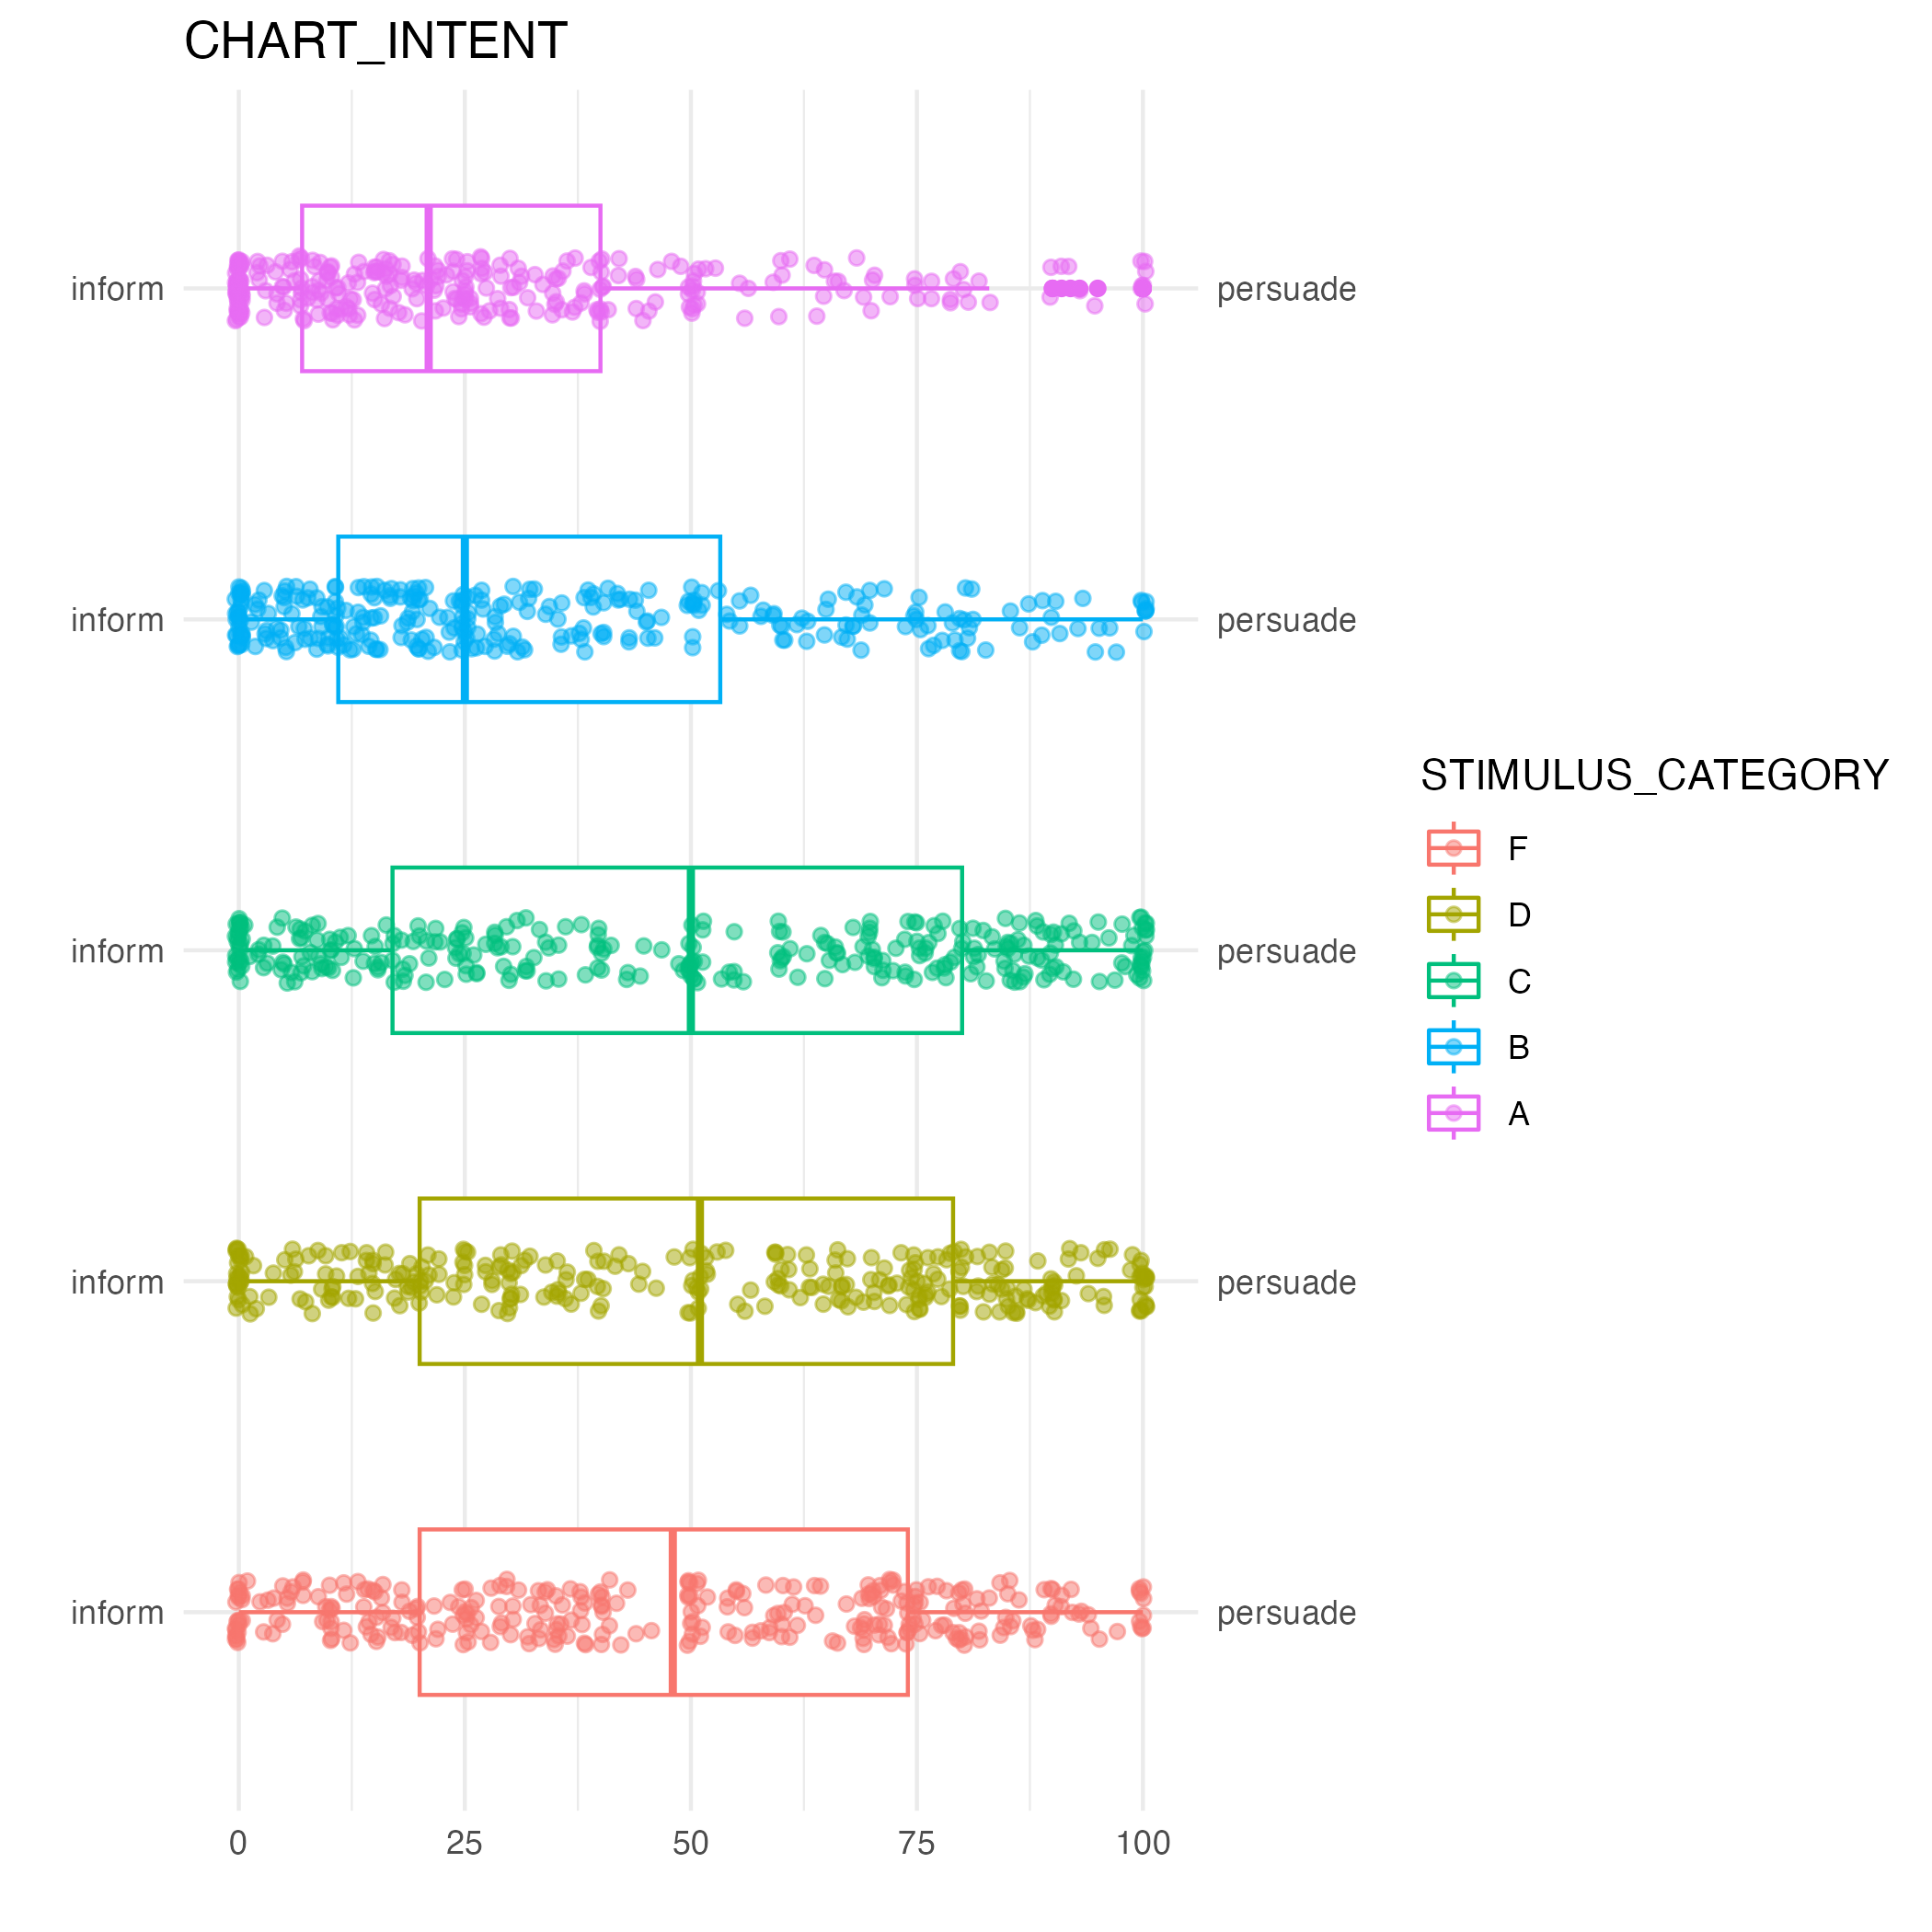 CHART_INTENT
inform persuade
inform persuade
inform persuade
inform persuade
inform persuade
0 25 50 75 100
STIMULUS_CATEGORY
F
D
C
B
A